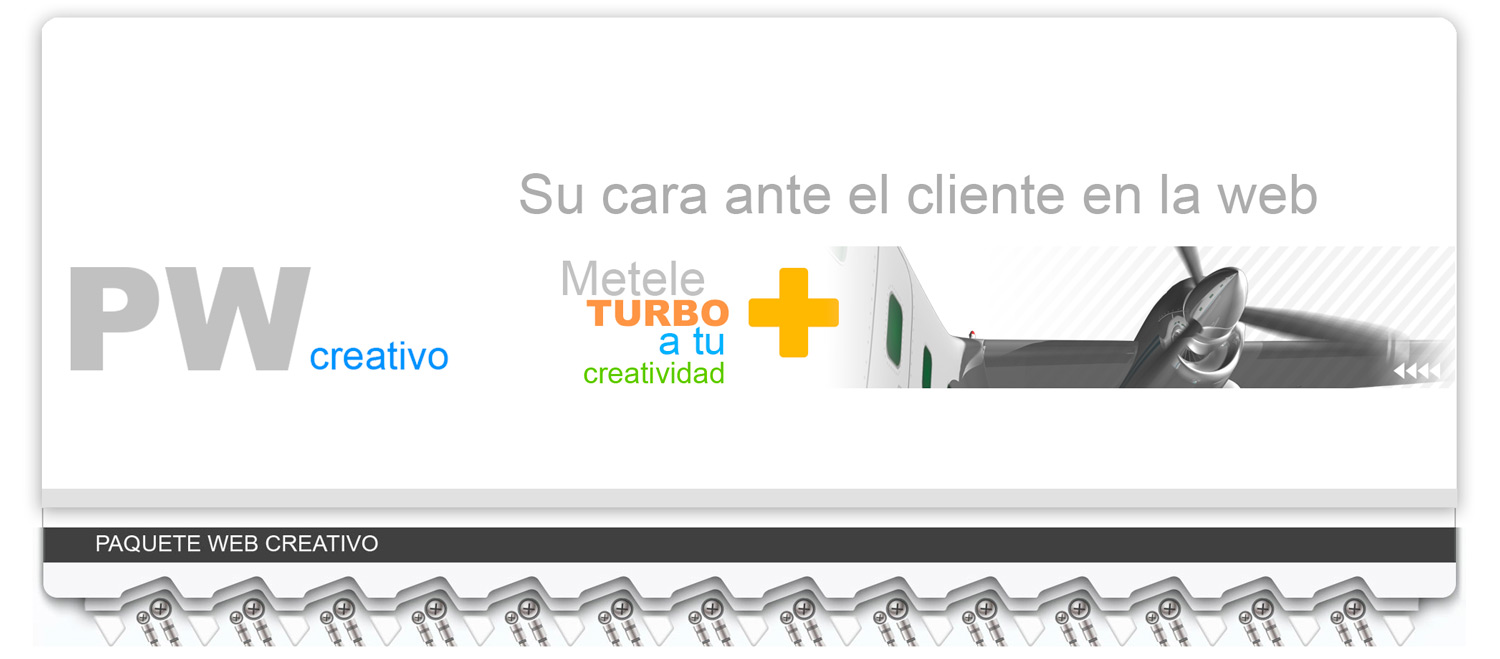 Su cara ante el cliente en la web
PW creativo
Metele
TURBO
a tu
creatividad
PAQUETE WEB CREATIVO